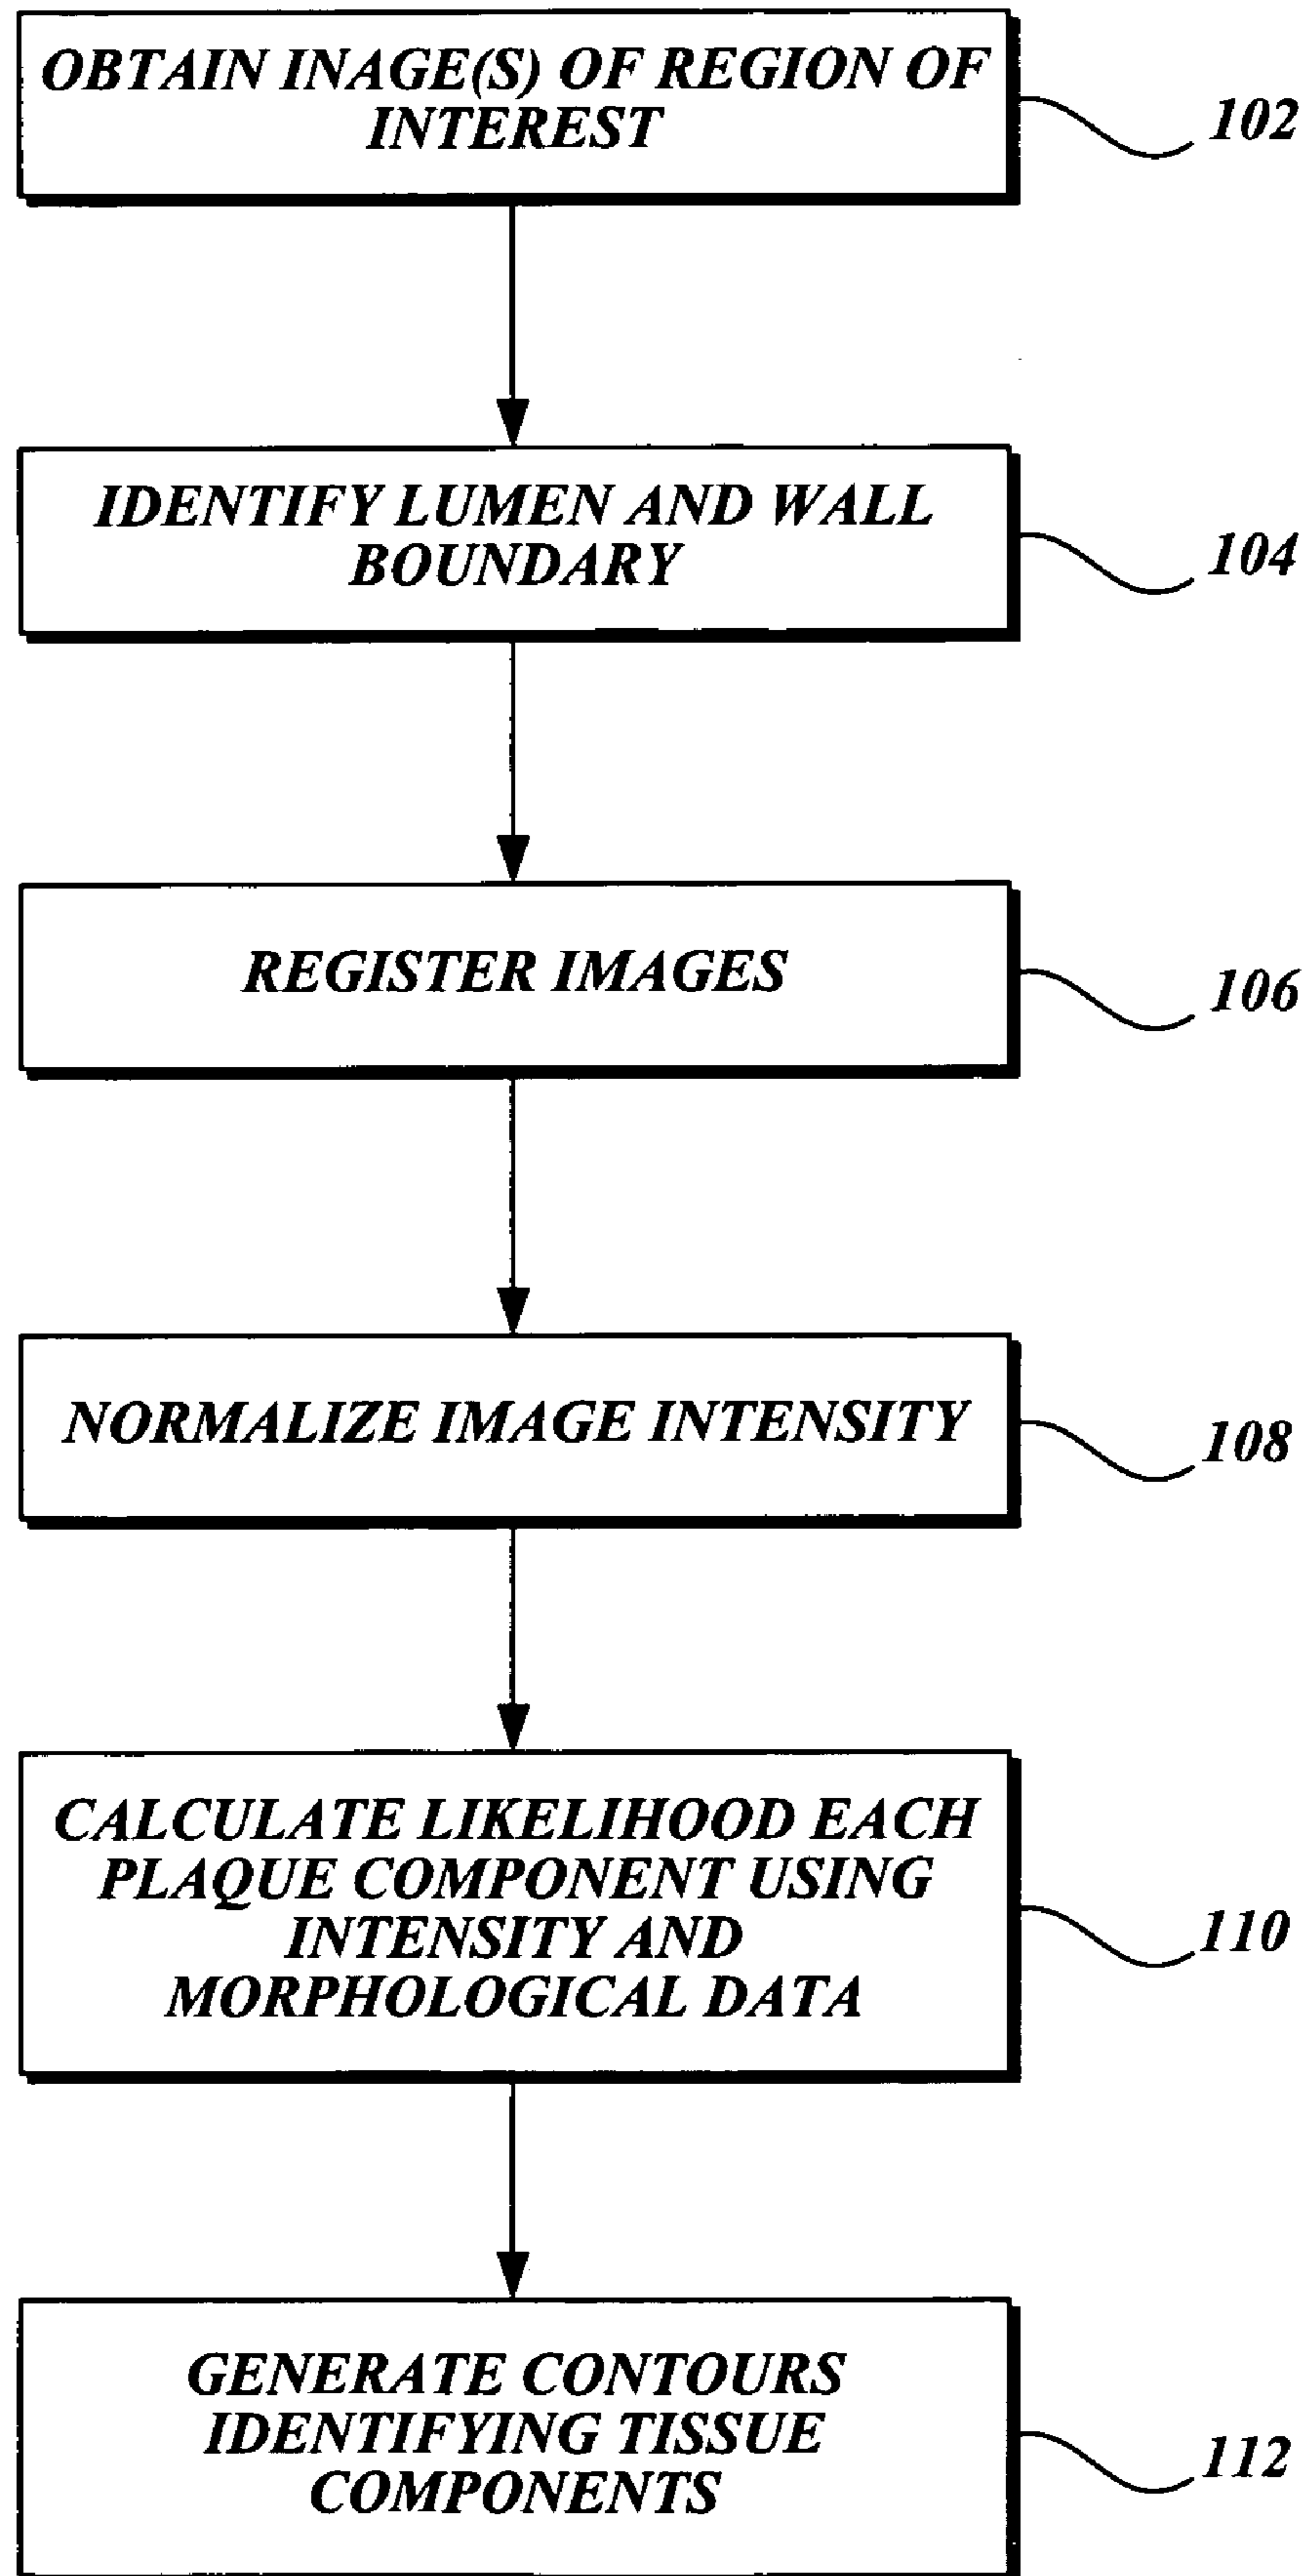 OBTAIN INAGE(S) OF REGION OF
INTEREST
102
IDENTIFY LUMEN AND WALL
BOUNDARY
104
REGISTER IMAGES
106
NORMALIZE IMAGE INTENSITY
108
CALCULATE LIKELIHOOD EACH
PLAQUE COMPONENT USING
INTENSITY AND
MORPHOLOGICAL DATA
110
GENERATE CONTOURS
IDENTIFYING TISSUE
COMPONENTS
112